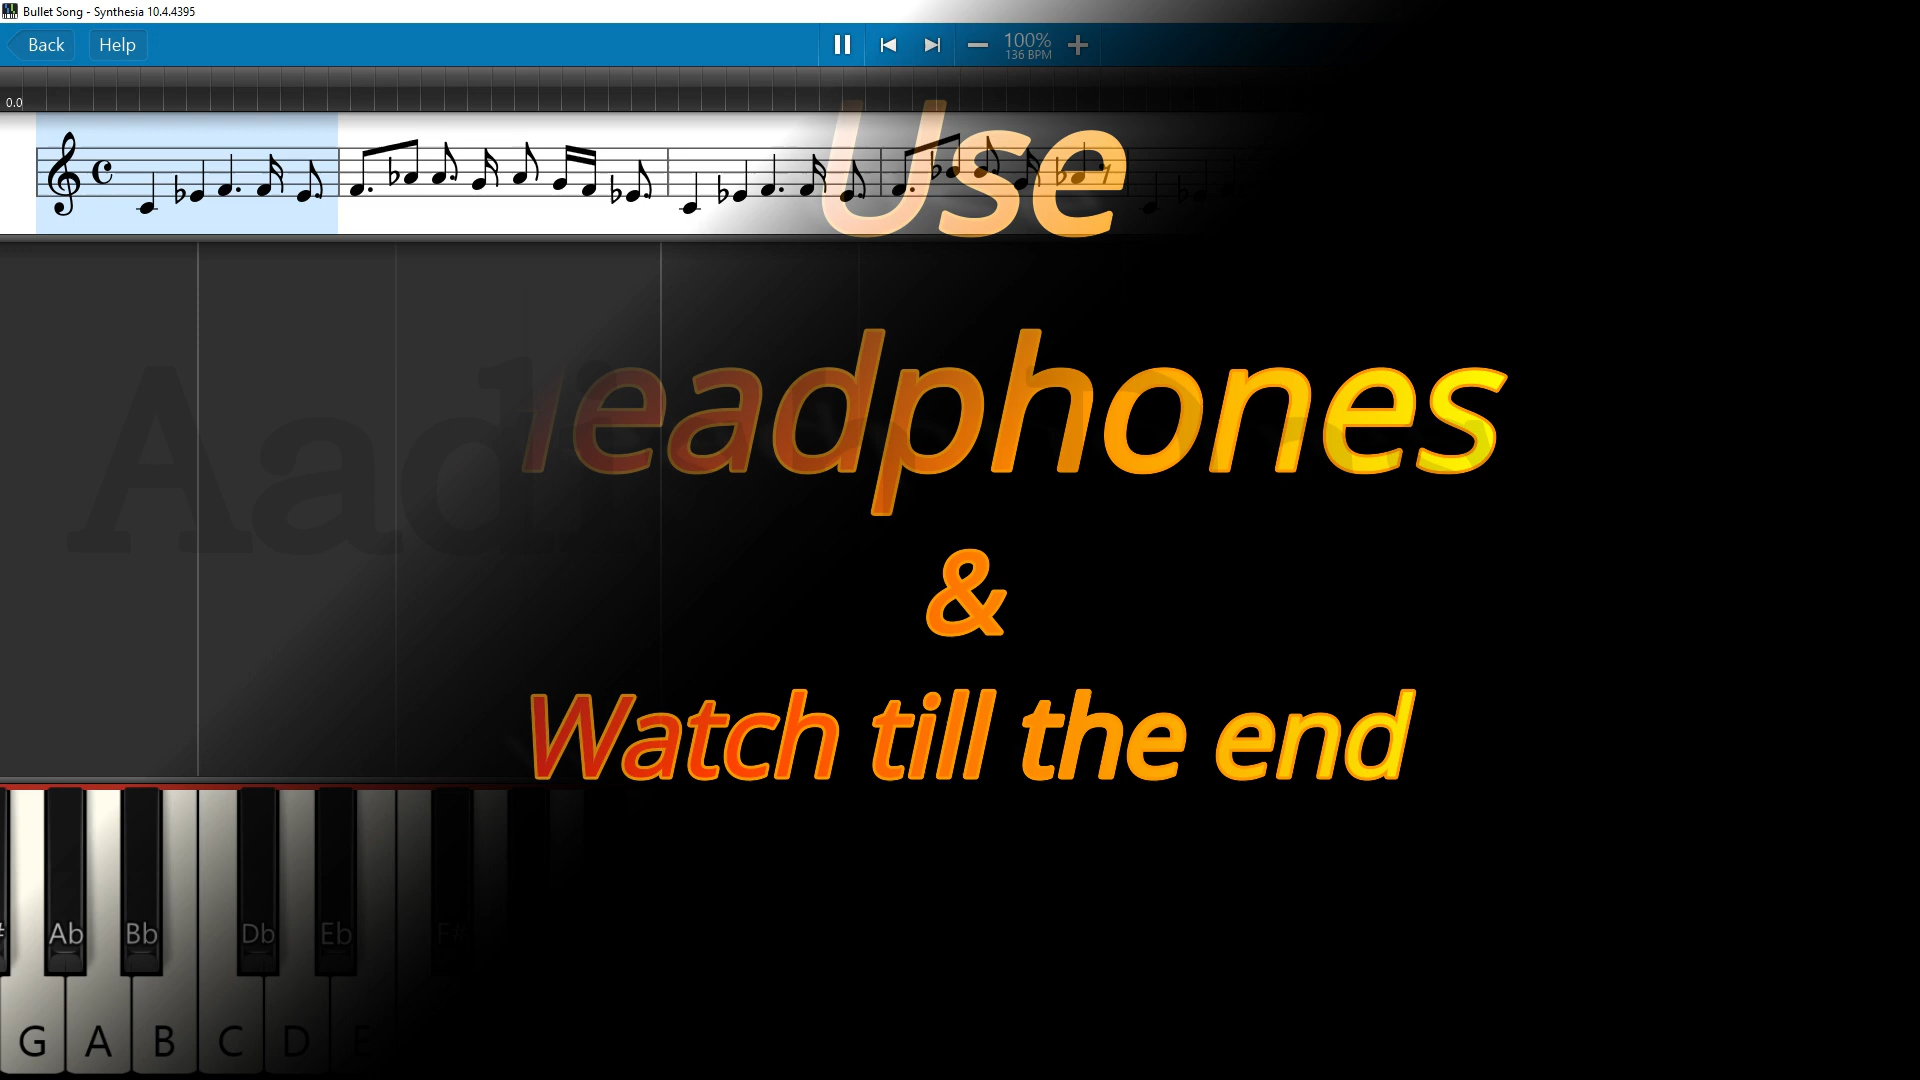 Bullet Song - Synthesia 10.4.4395
Back Help
100%
136 BPM
0.0
Use
eadphones
&
Watch till the end
Ab Bb Db Eb F#
G A B C D E